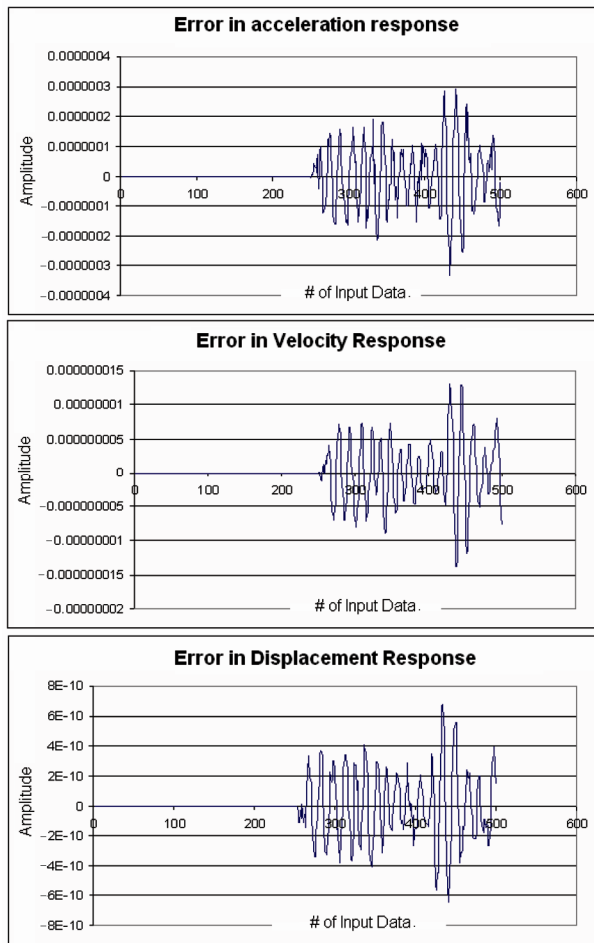 Error in acceleration response
0.0000004
0.0000003
0.0000002
0.0000001
0
−0.0000001
−0.0000002
−0.0000003
−0.0000004
Amplitude
0 100 200 300 400 500 600
# of Input Data.
Error in Velocity Response
0.000000015
0.00000001
0.000000005
0
−0.000000005
−0.00000001
−0.000000015
−0.00000002
Amplitude
0 100 200 300 400 500 600
# of Input Data.
Error in Displacement Response
8E-10
6E-10
4E-10
2E-10
0
−2E-10
−4E-10
−6E-10
−8E-10
Amplitude
0 100 200 300 400 500 600
# of Input Data.